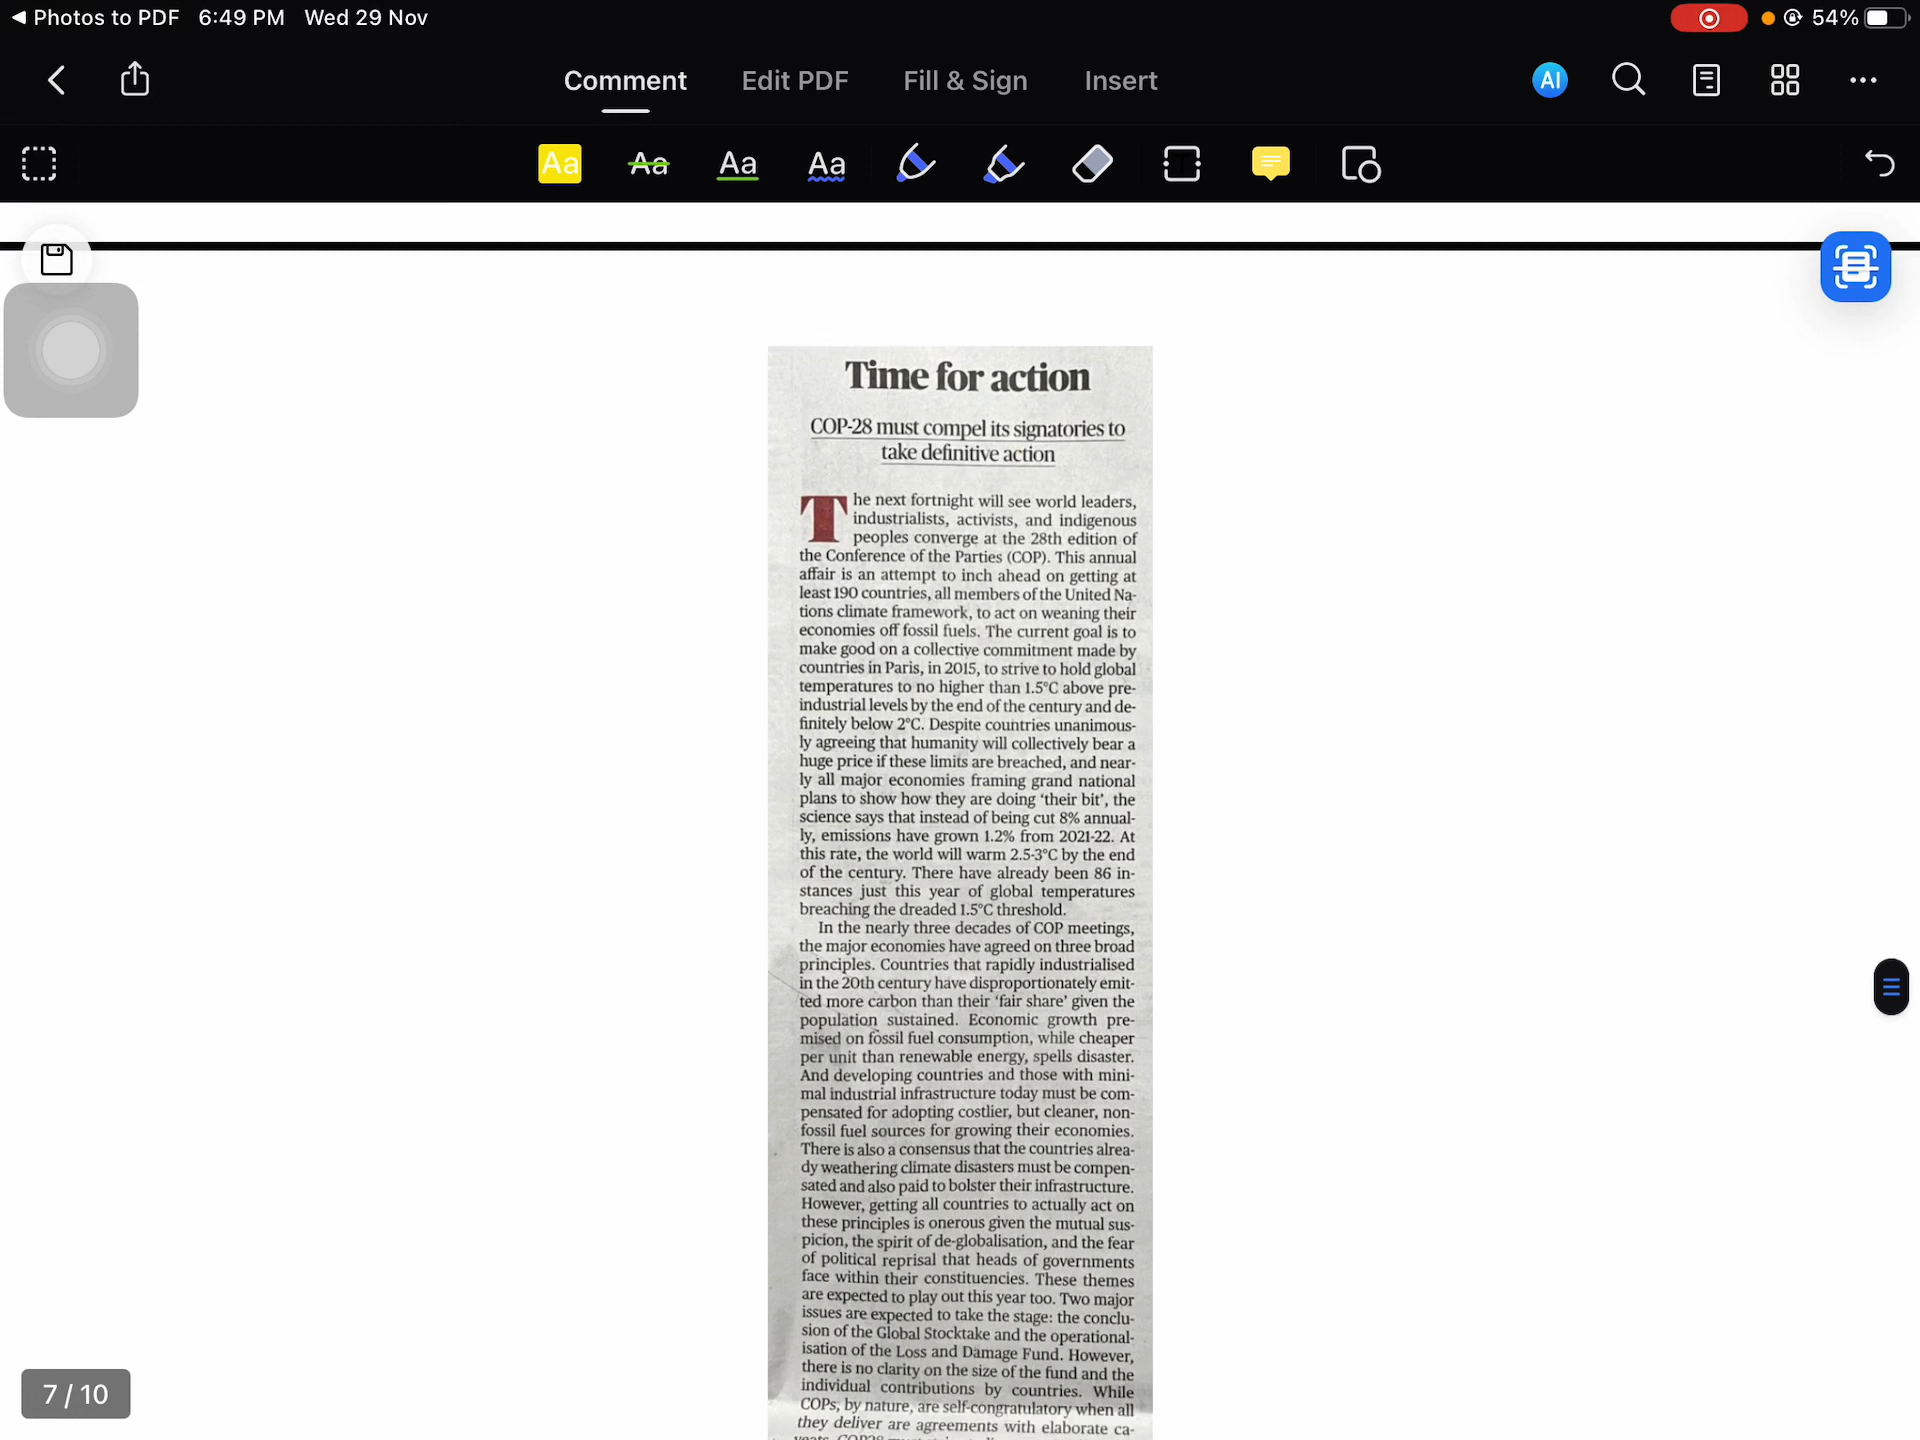 Photos to PDF 6:49 PM Wed 29 Nov
54%
Comment Edit PDF Fill & Sign Insert
AI
Aa Aa Aa Aa
T
Time for action
COP-28 must compel its signatories to
take definitive action
The next fortnight will see world leaders,
industrialists, activists, and indigenous
peoples converge at the 28th edition of
the Conference of the Parties (COP). This annual
affair is an attempt to inch ahead on getting at
least 190 countries, all members of the United Na-
tions climate framework, to act on weaning their
economies off fossil fuels. The current goal is to
make good on a collective commitment made by
countries in Paris, in 2015, to strive to hold global
temperatures to no higher than 1.5°C above pre-
industrial levels by the end of the century and de-
finitely below 2°C. Despite countries unanimous-
ly agreeing that humanity will collectively bear a
huge price if these limits are breached, and near-
ly all major economies framing grand national
plans to show how they are doing ‘their bit’, the
science says that instead of being cut 8% annual-
ly, emissions have grown 1.2% from 2021-22. At
this rate, the world will warm 2.5-3°C by the end
of the century. There have already been 86 in-
stances just this year of global temperatures
breaching the dreaded 1.5°C threshold.
In the nearly three decades of COP meetings,
the major economies have agreed on three broad
principles. Countries that rapidly industrialised
in the 20th century have disproportionately emit-
ted more carbon than their ‘fair share’ given the
population sustained. Economic growth pre-
mised on fossil fuel consumption, while cheaper
per unit than renewable energy, spells disaster.
And developing countries and those with mini-
mal industrial infrastructure today must be com-
pensated for adopting costlier, but cleaner, non-
fossil fuel sources for growing their economies.
There is also a consensus that the countries alrea-
dy weathering climate disasters must be compen-
sated and also paid to bolster their infrastructure.
However, getting all countries to actually act on
these principles is onerous given the mutual sus-
picion, the spirit of de-globalisation, and the fear
of political reprisal that heads of governments
face within their constituencies. These themes
are expected to play out this year too. Two major
issues are expected to take the stage: the conclu-
sion of the Global Stocktake and the operational-
isation of the Loss and Damage Fund. However,
there is no clarity on the size of the fund and the
individual contributions by countries. While
COPs, by nature, are self-congratulatory when all
they deliver are agreements with elaborate ca-
7 / 10